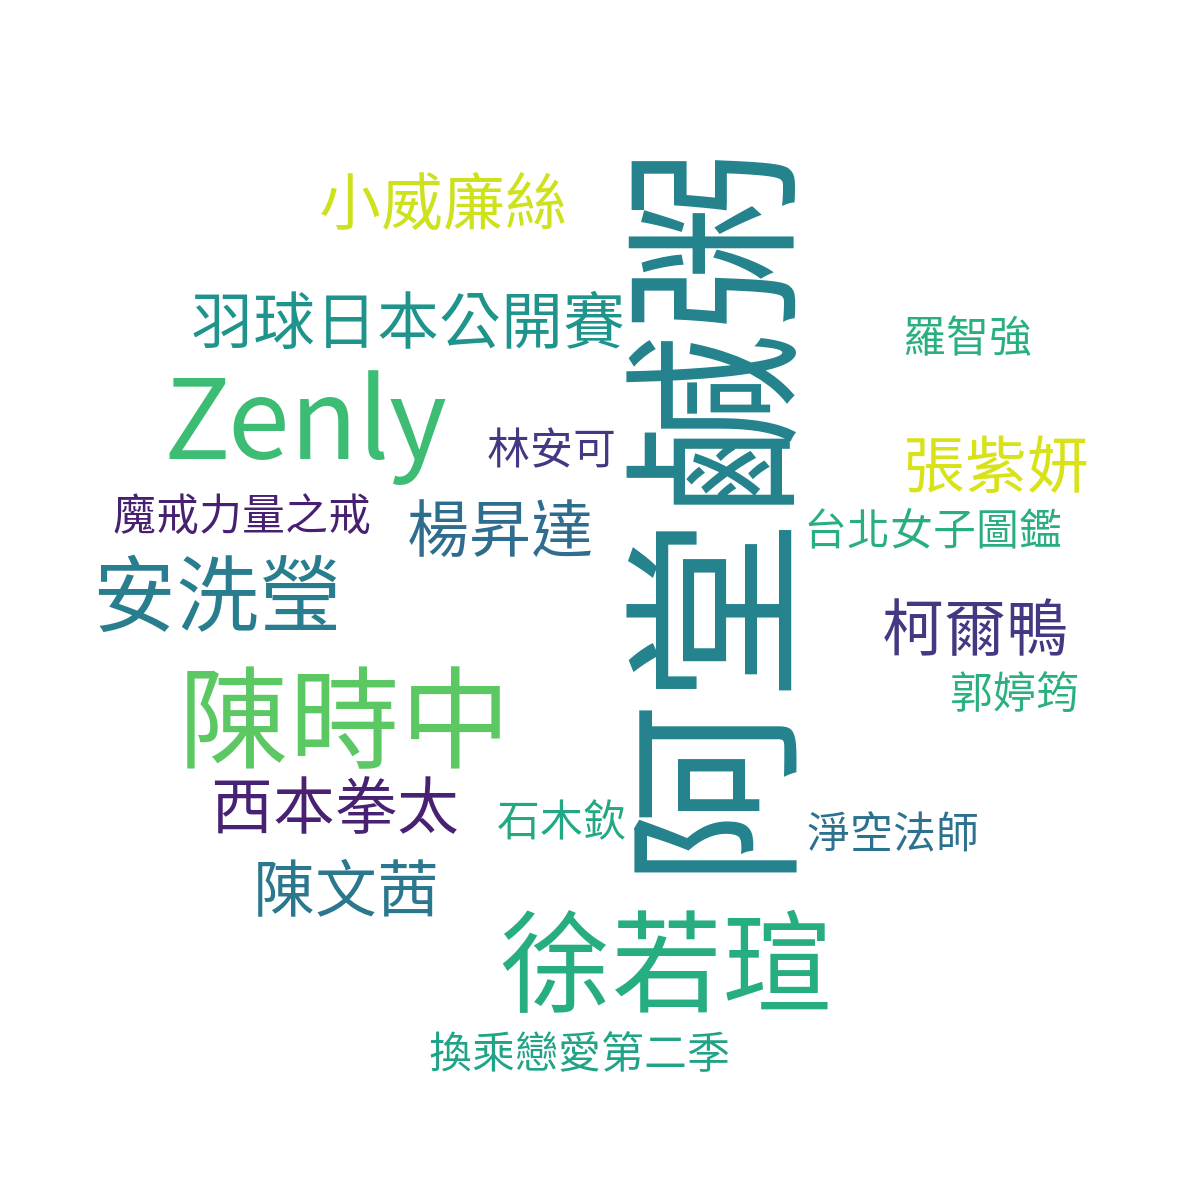 小威廉絲
阿堂鹹粥
羽球日本公開賽
羅智強
Zenly
林安可
張紫妍
魔戒力量之戒
楊昇達
台北女子圖鑑
安洗瑩
柯爾鴨
陳時中
郭婷筠
西本拳太
石木欽
淨空法師
陳文茜
徐若瑄
換乘戀愛第二季